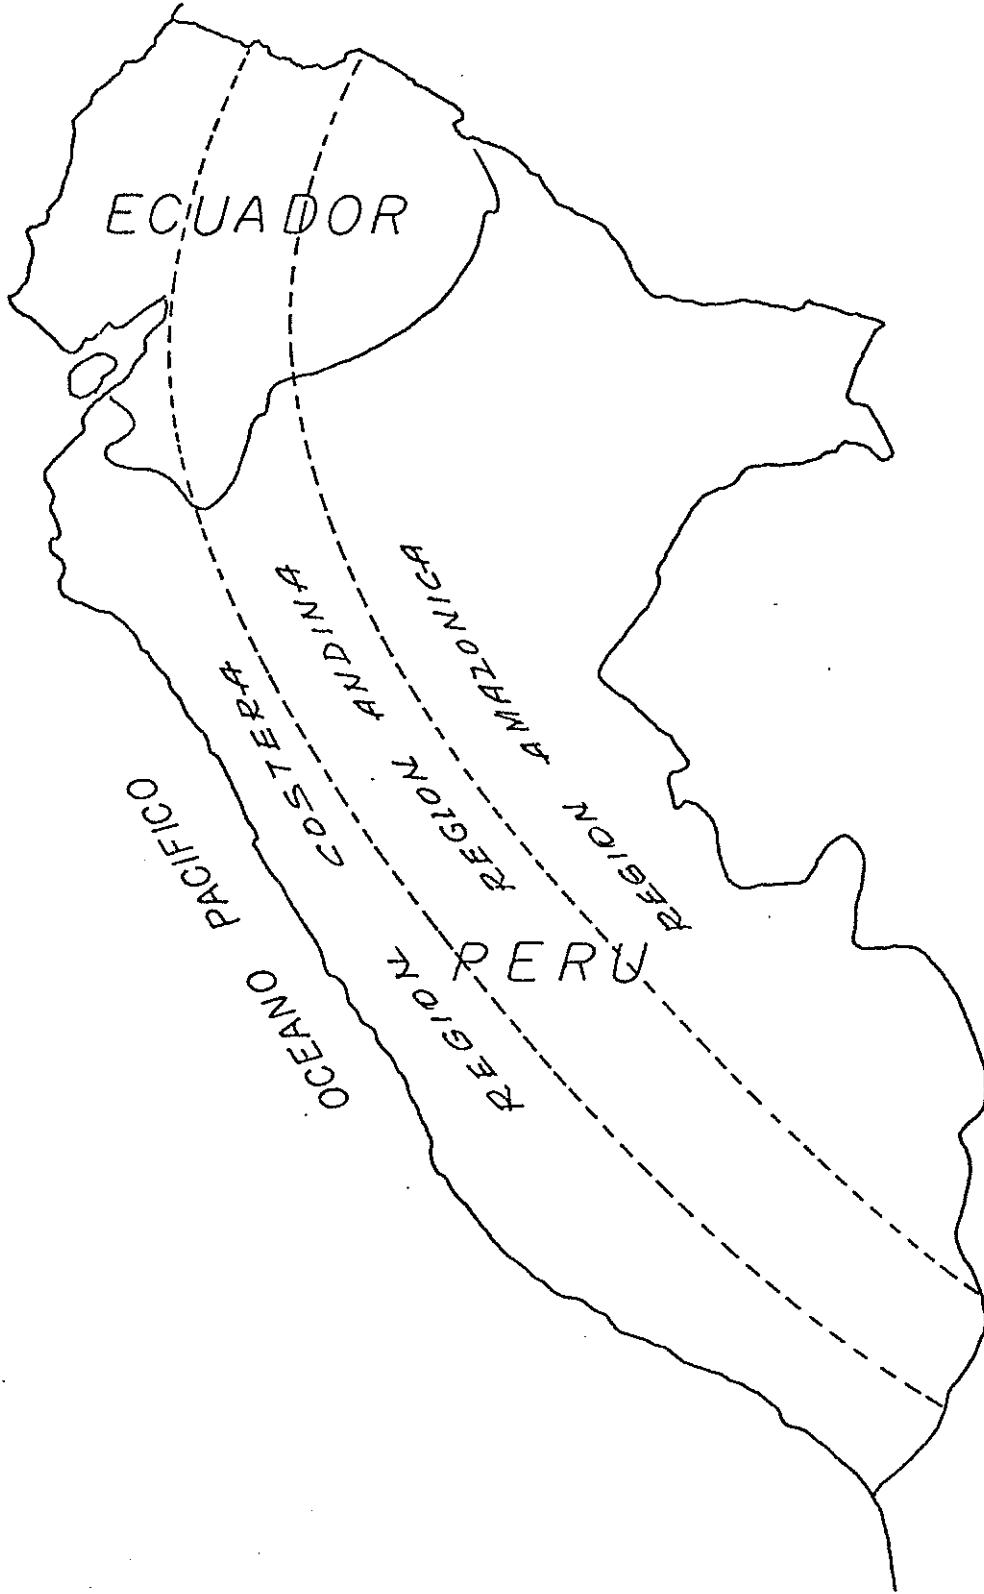 ECUADOR
OCEANO PACIFICO
REGION COSTERA
REGION ANDINA
REGION AMAZONICA
PERU